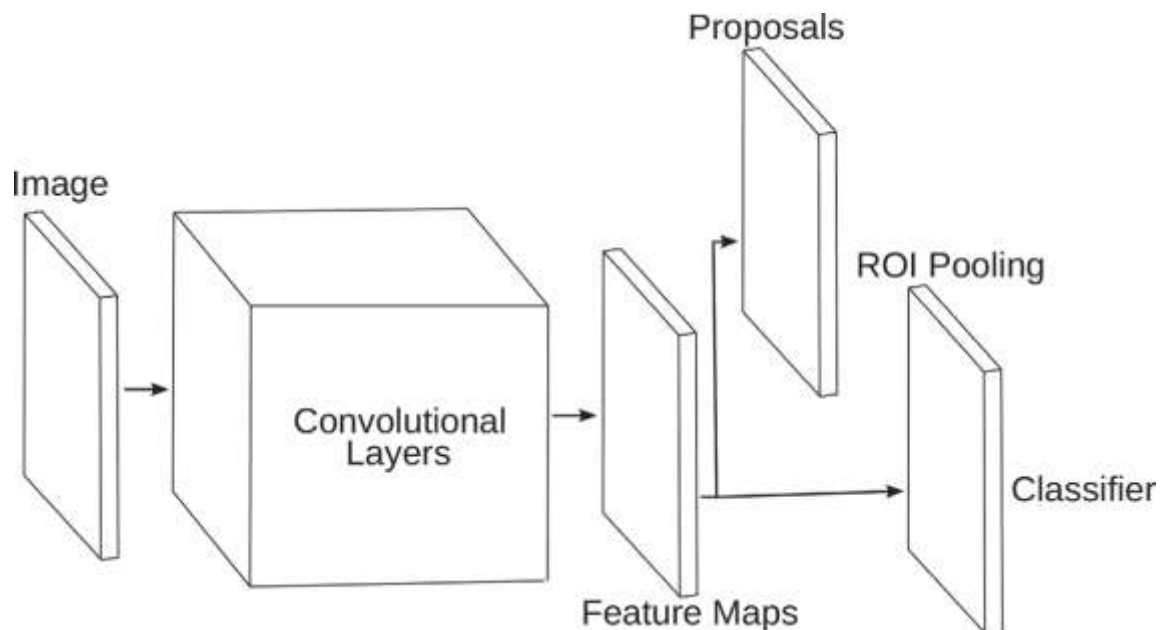 Proposals
Image
ROI Pooling
Convolutional
Layers
Classifier
Feature Maps